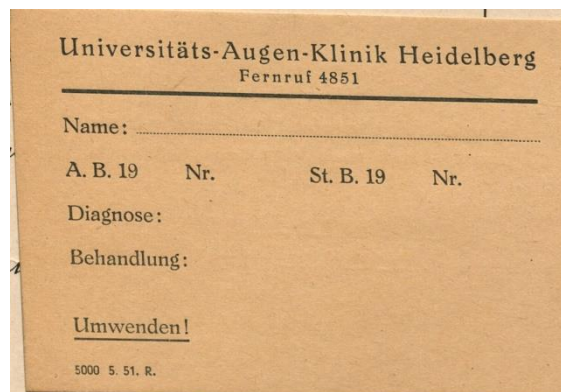 Universitäts-Augen-Klinik Heidelberg
Fernruf 4851
Name:
A. B. 19 Nr. St. B. 19 Nr.
Diagnose:
Behandlung:
Umwenden!
5000 5. 51. R.